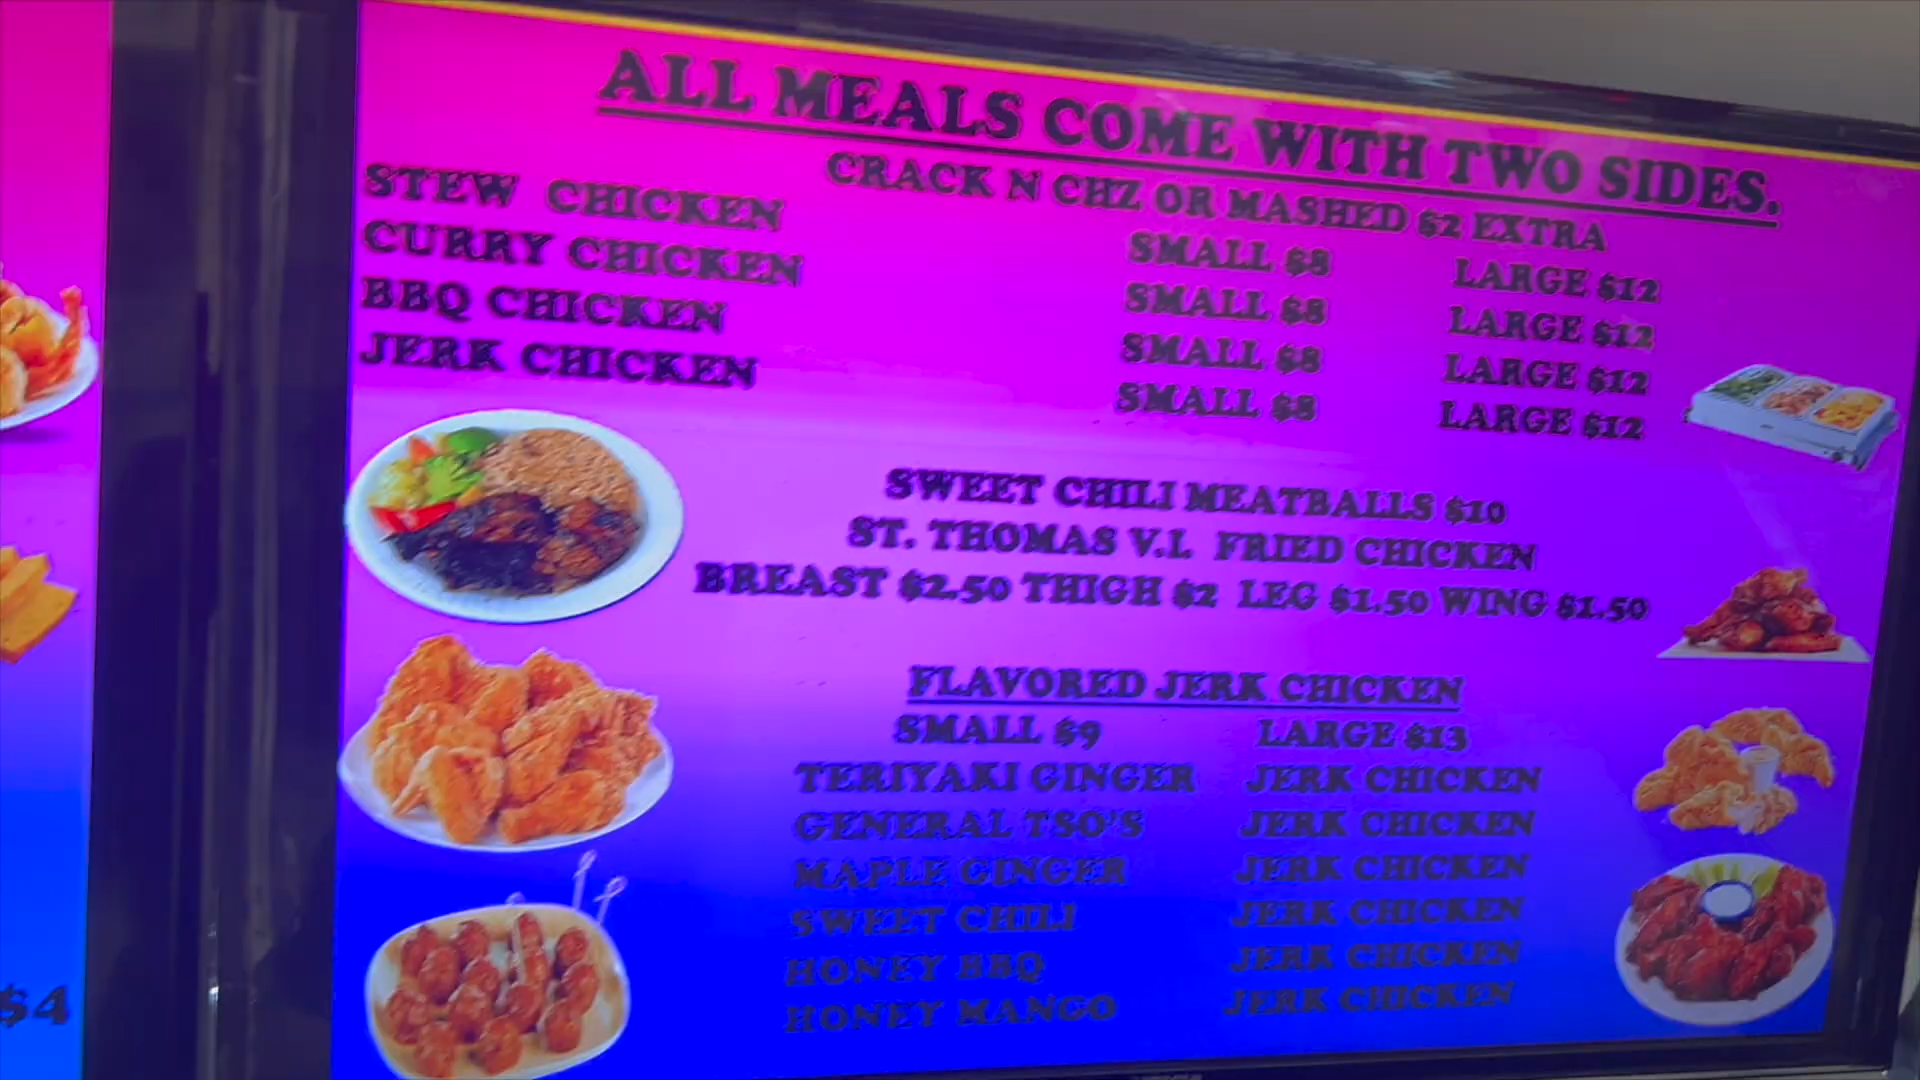 ALL MEALS COME WITH TWO SIDES.
CRACK N CHZ OR MASHED $2 EXTRA
STEW CHICKEN SMALL $8 LARGE $12
CURRY CHICKEN SMALL $8 LARGE $12
BBQ CHICKEN SMALL $8 LARGE $12
JERK CHICKEN SMALL $8 LARGE $12
SWEET CHILI MEATBALLS $10
ST. THOMAS V.I. FRIED CHICKEN
BREAST $2.50 THIGH $2 LEG $1.50 WING $1.50
FLAVORED JERK CHICKEN
SMALL $9 LARGE $13
TERIYAKI GINGER JERK CHICKEN
GENERAL TSO'S JERK CHICKEN
MAPLE GINGER JERK CHICKEN
SWEET CHILI JERK CHICKEN
HONEY BBQ JERK CHICKEN
HONEY MANGO JERK CHICKEN
$4